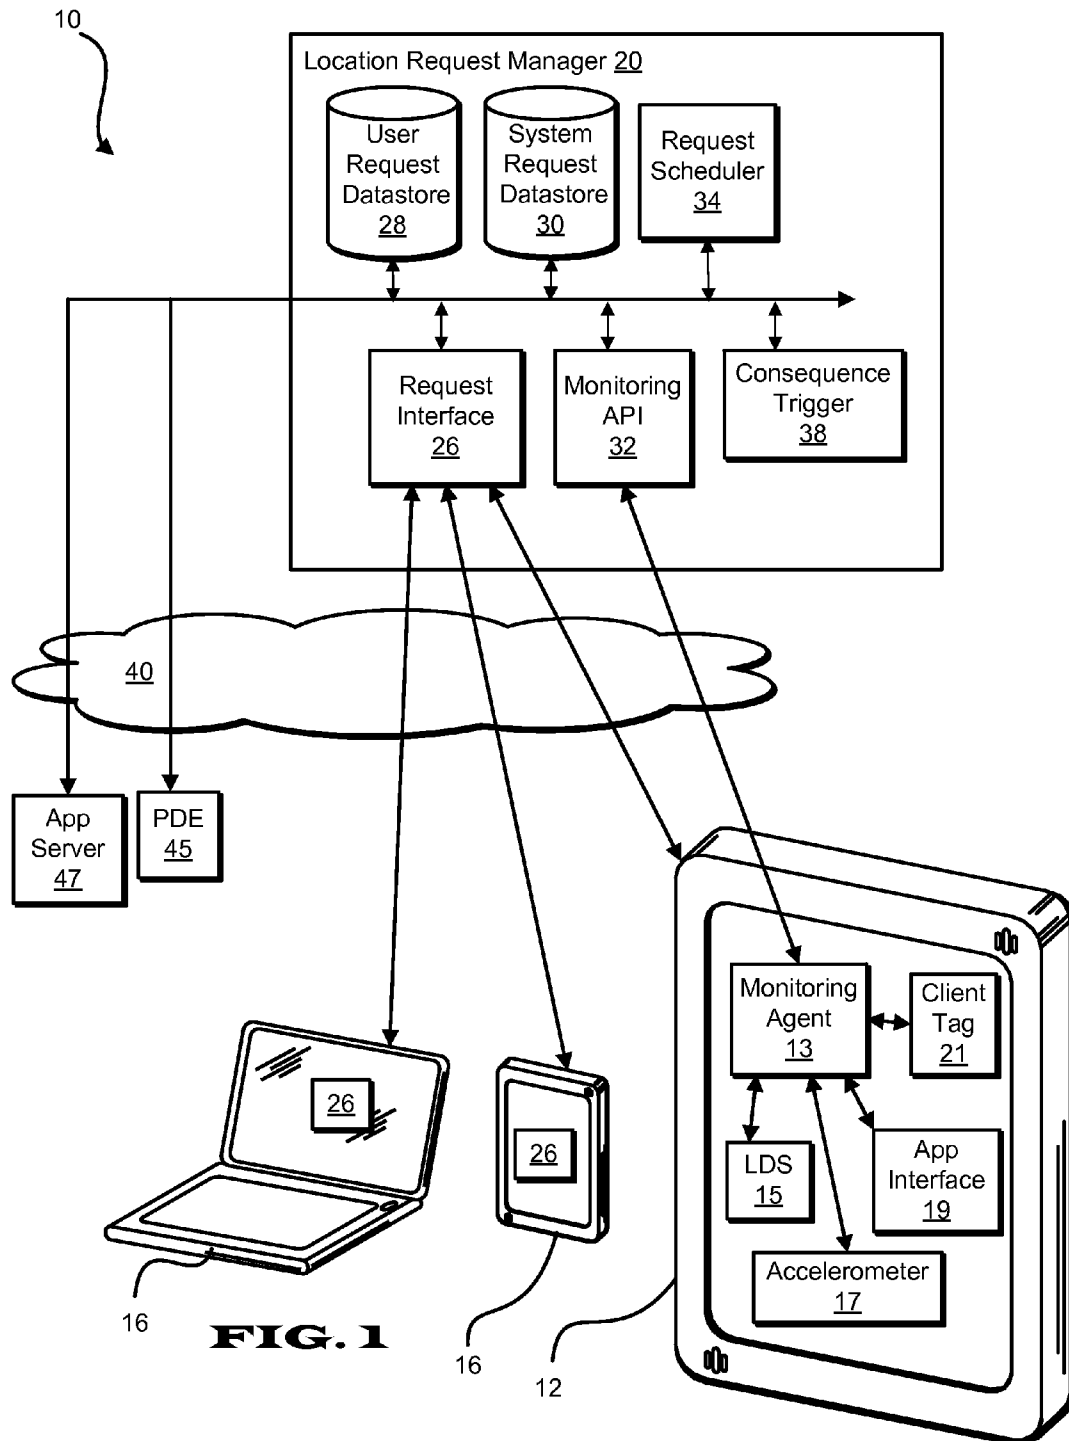 10
Location Request Manager 20
User
Request
Datastore
28
System
Request
Datastore
30
Request
Scheduler
34
Request
Interface
26
Monitoring
API
32
Consequence
Trigger
38
40
App
Server
47
PDE
45
Monitoring
Agent
13
Client
Tag
21
26
26
LDS
15
App
Interface
19
Accelerometer
17
16
16
12
FIG. 1